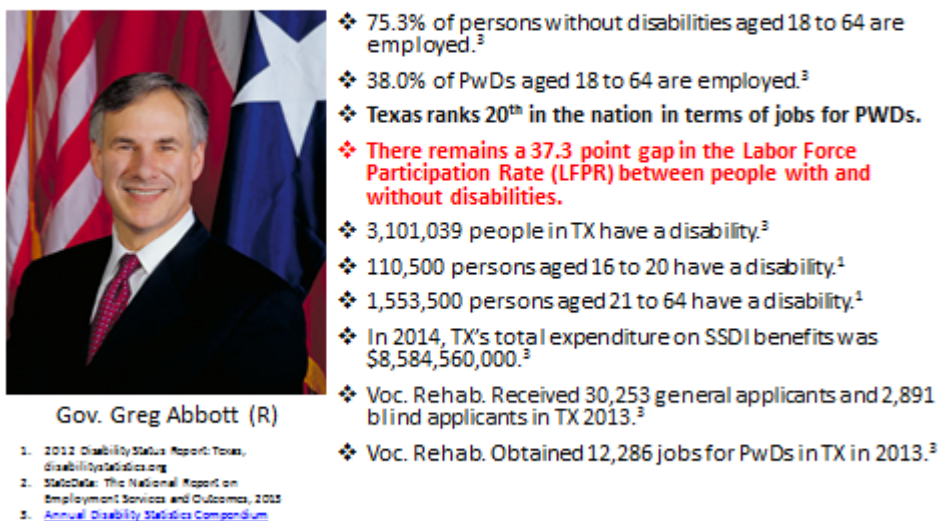 ❖ 75.3% of persons without disabilities aged 18 to 64 are
employed.³
❖ 38.0% of PwDs aged 18 to 64 are employed.³
❖ Texas ranks 20th in the nation in terms of jobs for PWDs.
❖ There remains a 37.3 point gap in the Labor Force
Participation Rate (LFPR) between people with and
without disabilities.
❖ 3,101,039 people in TX have a disability.³
❖ 110,500 persons aged 16 to 20 have a disability.¹
❖ 1,553,500 persons aged 21 to 64 have a disability.¹
❖ In 2014, TX's total expenditure on SSDI benefits was
$8,584,560,000.³
❖ Voc. Rehab. Received 30,253 general applicants and 2,891
blind applicants in TX 2013.³
❖ Voc. Rehab. Obtained 12,286 jobs for PwDs in TX in 2013.³
Gov. Greg Abbott (R)
1. 2012 Disability Status Report: Texas,
disabilitystatistics.org
2. StateData: The National Report on
Employment Services and Outcomes, 2013
3. Annual Disability Statistics Compendium